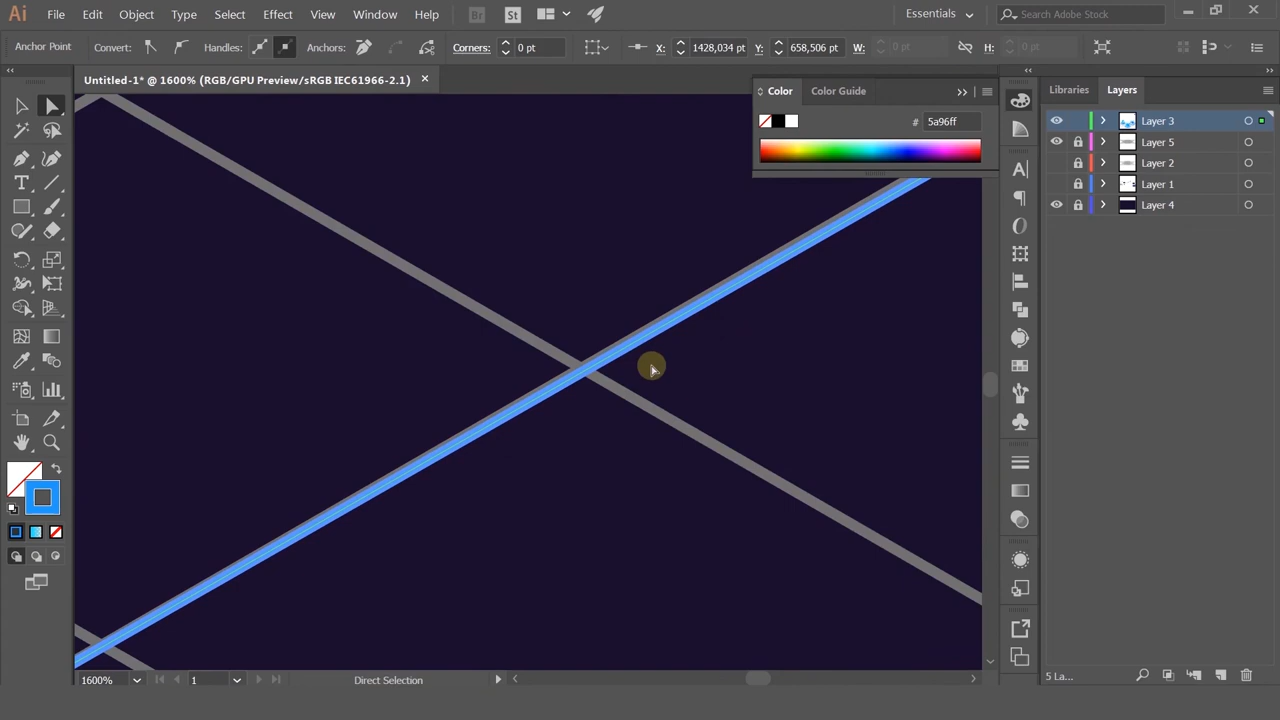 Ai File Edit Object Type Select Effect View Window Help Br St Essentials Search Adobe Stock
Anchor Point Convert: Handles: Anchors: Corners: 0 pt X: 1428,034 pt Y: 658,506 pt W: 0 pt H: 0 pt
Untitled-1* @ 1600% (RGB/GPU Preview/sRGB IEC61966-2.1)
Color Color Guide
# 5a96ff
Libraries Layers
Layer 3
Layer 5
Layer 2
Layer 1
Layer 4
1600% 1 Direct Selection
5 La...